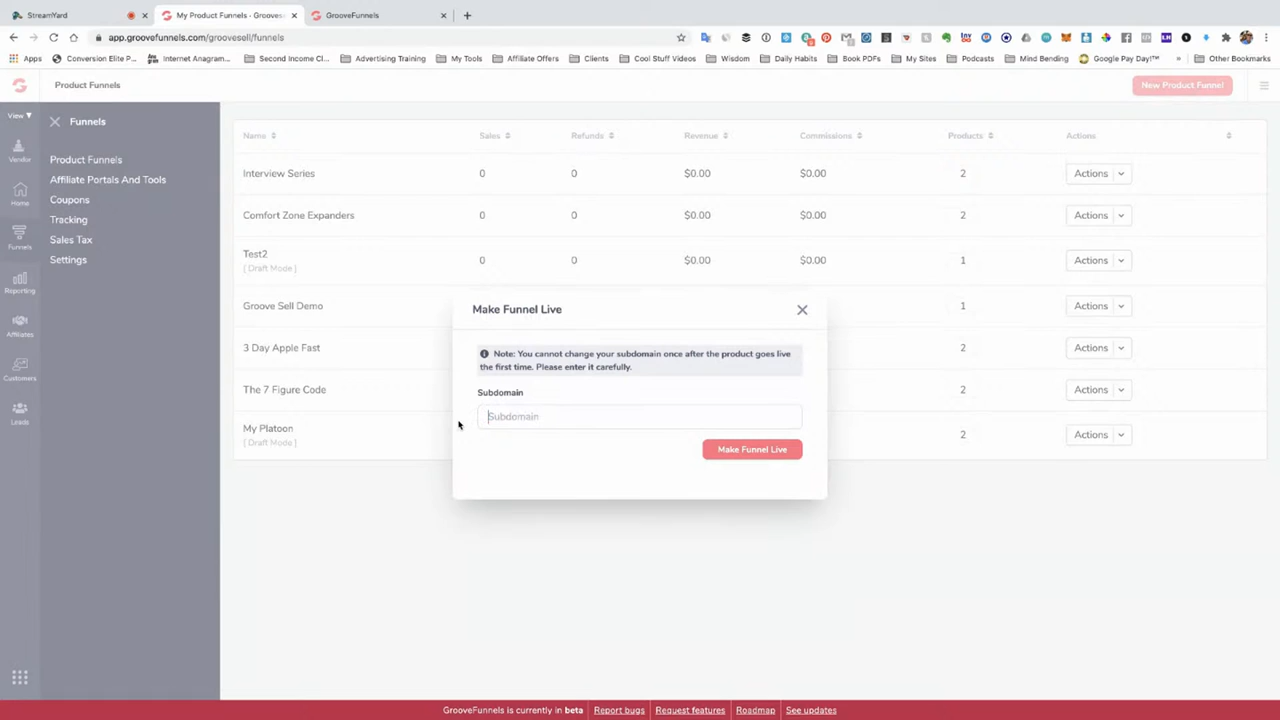 StreamYard
My Product Funnels - Groovese
GrooveFunnels
app.groovefunnels.com/groovesell/funnels
Apps
Conversion Elite P...
Internet Anagram...
Second Income Cl...
Advertising Training
My Tools
Affiliate Offers
Clients
Cool Stuff Videos
Wisdom
Daily Habits
Book PDFs
My Sites
Podcasts
Mind Bending
Google Pay Day!™
»
Other Bookmarks
Product Funnels
New Product Funnel
View
Vendor
Home
Funnels
Reporting
Affiliates
Customers
Leads
Funnels
Product Funnels
Affiliate Portals And Tools
Coupons
Tracking
Sales Tax
Settings
Name Sales Refunds Revenue Commissions Products Actions
Interview Series 0 0 $0.00 $0.00 2 Actions
Comfort Zone Expanders 0 0 $0.00 $0.00 2 Actions
Test2 0 0 $0.00 $0.00 1 Actions
[ Draft Mode ]
Groove Sell Demo 1 Actions
3 Day Apple Fast 2 Actions
The 7 Figure Code 2 Actions
My Platoon 2 Actions
[ Draft Mode ]
Make Funnel Live
Note: You cannot change your subdomain once after the product goes live
the first time. Please enter it carefully.
Subdomain
Subdomain
Make Funnel Live
GrooveFunnels is currently in beta Report bugs Request features Roadmap See updates